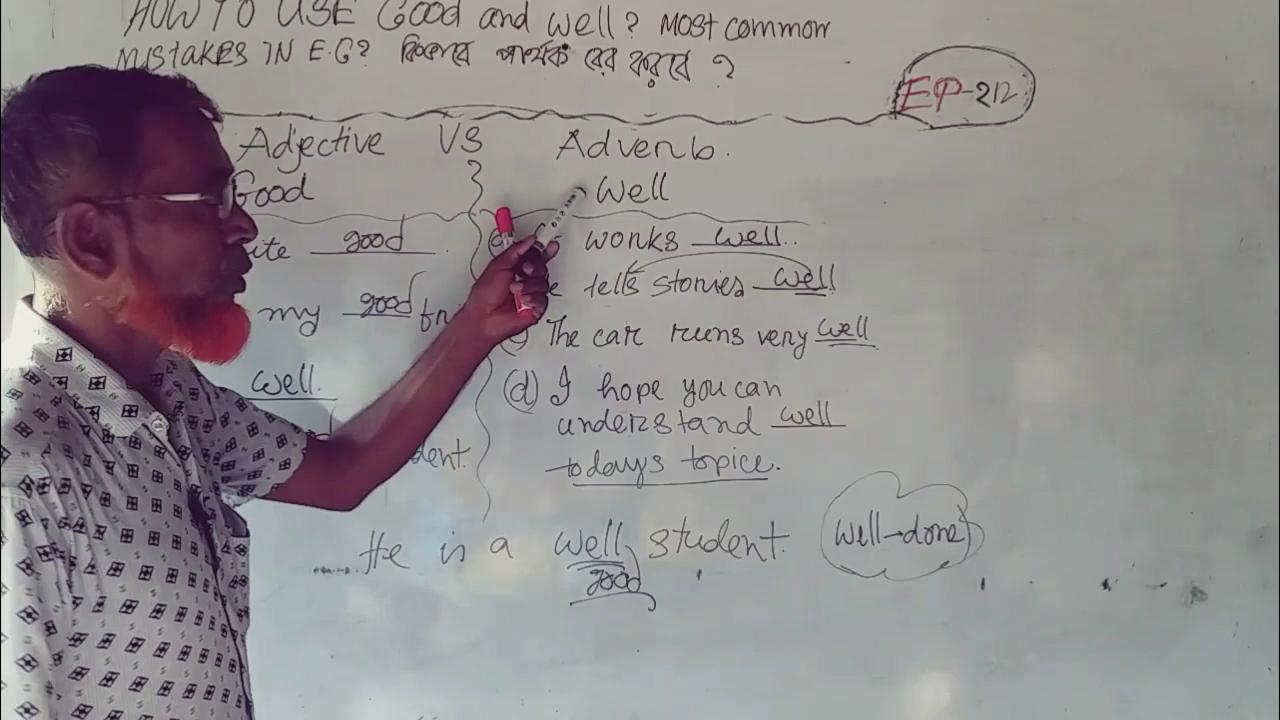 HOW TO USE Good and well? Most common
MISTAKES IN E.G? কিভাবে পার্থক্য বের করবে ?
EP-212
Adjective VS Adverb.
Good Well
good
works well.
my good
tells stories well
The car runs very well
well.
(d) I hope you can
understand well
todays topice.
He is a well student.
good
well-done